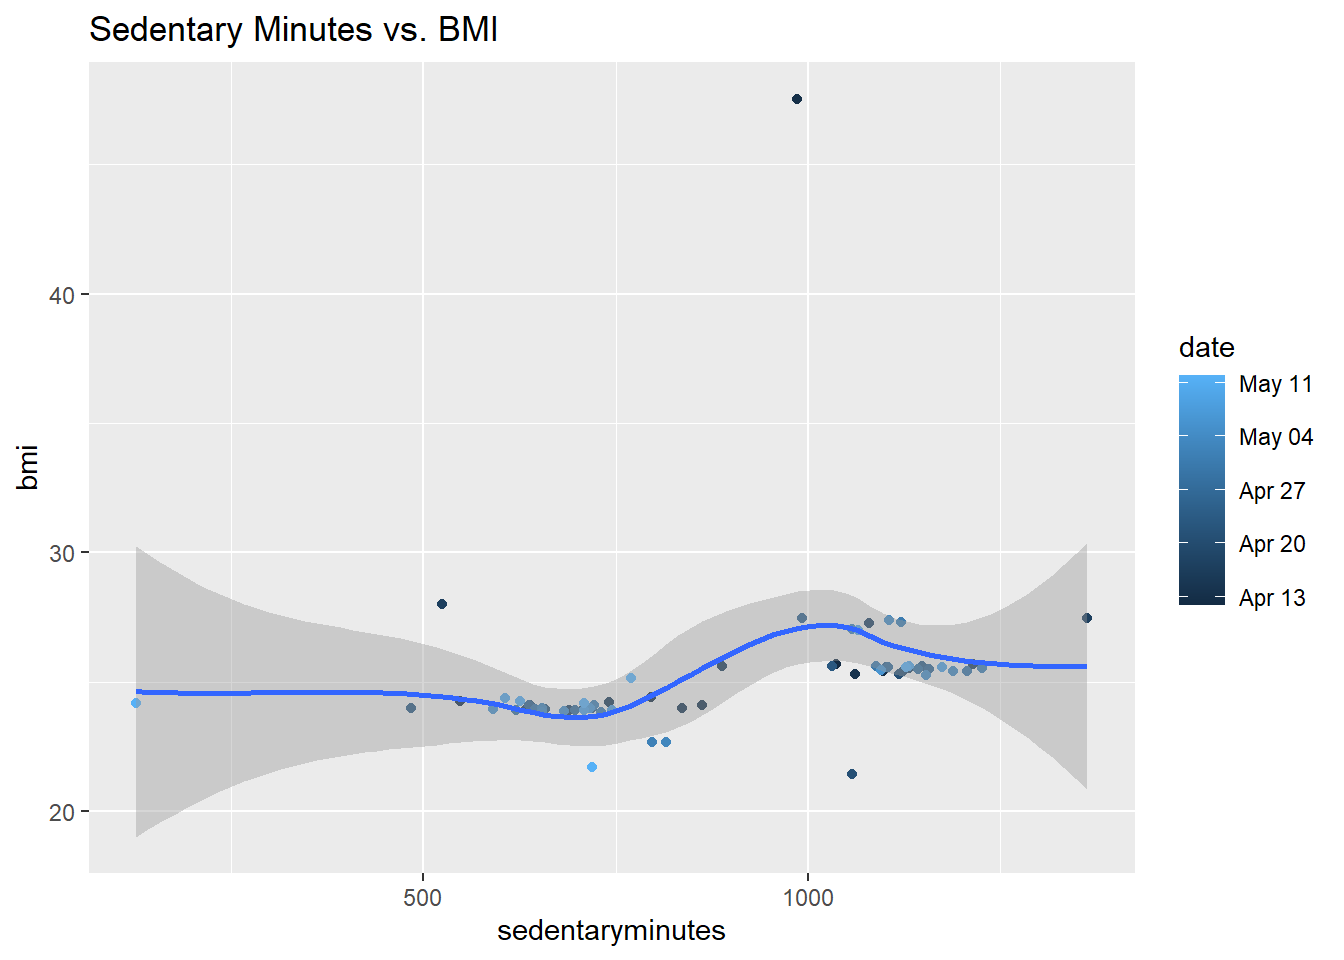 Sedentary Minutes vs. BMI
bmi
40
30
20
500
1000
sedentaryminutes
date
May 11
May 04
Apr 27
Apr 20
Apr 13